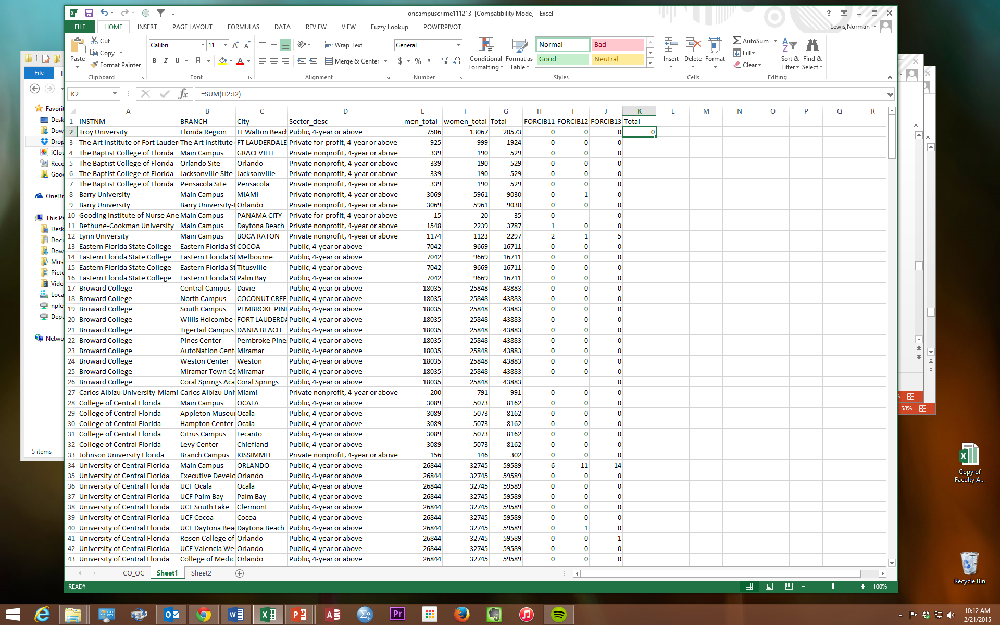 oncampuscrime111213 [Compatibility Mode] - Excel
FILE HOME INSERT PAGE LAYOUT FORMULAS DATA REVIEW VIEW Fuzzy Lookup POWERPIVOT Lewis,Norman
Cut
Copy
Format Painter
Paste
Clipboard
Calibri 11
B I U
Font
Wrap Text
Merge & Center
Alignment
General
$ % ,
Number
Conditional Formatting
Format as Table
Normal Bad
Good Neutral
Styles
Insert Delete Format
Cells
AutoSum
Fill
Clear
Sort & Filter
Find & Select
Editing
K2 fx =SUM(H2:J2)
A B C D E F G H I J K L M N O P Q R
1 INSTNM BRANCH City Sector_desc men_total women_total Total FORCIB11 FORCIB12 FORCIB13 Total
2 Troy University Florida Region Ft Walton Beach Public, 4-year or above 7506 13067 20573 0 0 0 0
3 The Art Institute of Fort Lauder The Art Institute FT LAUDERDALE Private for-profit, 4-year or above 925 999 1924 0 0 0
4 The Baptist College of Florida Main Campus GRACEVILLE Private nonprofit, 4-year or above 339 190 529 0 0 0
5 The Baptist College of Florida Orlando Site Orlando Private nonprofit, 4-year or above 339 190 529 0 0 0
6 The Baptist College of Florida Jacksonville Site Jacksonville Private nonprofit, 4-year or above 339 190 529 0 0 0
7 The Baptist College of Florida Pensacola Site Pensacola Private nonprofit, 4-year or above 339 190 529 0 0 0
8 Barry University Main Campus MIAMI Private nonprofit, 4-year or above 3069 5961 9030 0 1 0
9 Barry University Barry University- Orlando Private nonprofit, 4-year or above 3069 5961 9030 0 0 0
10 Gooding Institute of Nurse Ane Main Campus PANAMA CITY Private for-profit, 4-year or above 15 20 35 0 0
11 Bethune-Cookman University Main Campus Daytona Beach Private nonprofit, 4-year or above 1548 2239 3787 1 0 0
12 Lynn University Main Campus BOCA RATON Private nonprofit, 4-year or above 1174 1123 2297 2 1 5
13 Eastern Florida State College Eastern Florida St COCOA Public, 4-year or above 7042 9669 16711 0 0 0
14 Eastern Florida State College Eastern Florida St Melbourne Public, 4-year or above 7042 9669 16711 0 0 0
15 Eastern Florida State College Eastern Florida St Titusville Public, 4-year or above 7042 9669 16711 0 0 0
16 Eastern Florida State College Eastern Florida St Palm Bay Public, 4-year or above 7042 9669 16711 0 0 0
17 Broward College Central Campus Davie Public, 4-year or above 18035 25848 43883 0 0 0
18 Broward College North Campus COCONUT CREE Public, 4-year or above 18035 25848 43883 0 0 0
19 Broward College South Campus PEMBROKE PINE Public, 4-year or above 18035 25848 43883 0 0 0
20 Broward College Willis Holcombe FORT LAUDERDA Public, 4-year or above 18035 25848 43883 0 0 0
21 Broward College Tigertail Campus DANIA BEACH Public, 4-year or above 18035 25848 43883 0 0 0
22 Broward College Pines Center Pembroke Pine Public, 4-year or above 18035 25848 43883 0 0 0
23 Broward College AutoNation Cent Miramar Public, 4-year or above 18035 25848 43883 0 0 0
24 Broward College Weston Center Weston Public, 4-year or above 18035 25848 43883 0 0 0
25 Broward College Miramar Town Ce Miramar Public, 4-year or above 18035 25848 43883 0 0 0
26 Broward College Coral Springs Aca Coral Springs Public, 4-year or above 18035 25848 43883 0
27 Carlos Albizu University-Miami Carlos Albizu Uni Miami Private nonprofit, 4-year or above 200 791 991 0 0 0
28 College of Central Florida Main Campus OCALA Public, 4-year or above 3089 5073 8162 0 0 0
29 College of Central Florida Appleton Museu Ocala Public, 4-year or above 3089 5073 8162 0 0 0
30 College of Central Florida Hampton Center Ocala Public, 4-year or above 3089 5073 8162 0 0 0
31 College of Central Florida Citrus Campus Lecanto Public, 4-year or above 3089 5073 8162 0 0 0
32 College of Central Florida Levy Center Chiefland Public, 4-year or above 3089 5073 8162 0 0 0
33 Johnson University Florida Branch Campus KISSIMMEE Private nonprofit, 4-year or above 156 146 302 0 0 0
34 University of Central Florida Main Campus ORLANDO Public, 4-year or above 26844 32745 59589 6 11 14
35 University of Central Florida Executive Develo Orlando Public, 4-year or above 26844 32745 59589 0 0 0
36 University of Central Florida UCF Ocala Ocala Public, 4-year or above 26844 32745 59589 0 0 0
37 University of Central Florida UCF Palm Bay Palm Bay Public, 4-year or above 26844 32745 59589 0 0 0
38 University of Central Florida UCF South Lake Clermont Public, 4-year or above 26844 32745 59589 0 0 0
39 University of Central Florida UCF Cocoa Cocoa Public, 4-year or above 26844 32745 59589 0 0 0
40 University of Central Florida UCF Daytona Bea Daytona Beach Public, 4-year or above 26844 32745 59589 0 1 0
41 University of Central Florida Rosen College of Orlando Public, 4-year or above 26844 32745 59589 0 0 1
42 University of Central Florida UCF Valencia We Orlando Public, 4-year or above 26844 32745 59589 0 0 0
43 University of Central Florida College of Medic Orlando Public, 4-year or above 26844 32745 59589 0 0 0
CO_OC Sheet1 Sheet2
READY 100%
File H
Favorit
Desk
Dow
Drop
iClou
Rece
Goog
OneDr
This P
Desk
Docu
Dow
Musi
Pictu
Vide
Loca
nple
Depa
Netwo
5 items
%
58%
Copy of
Faculty A...
Recycle Bin
10:12 AM
2/21/2015